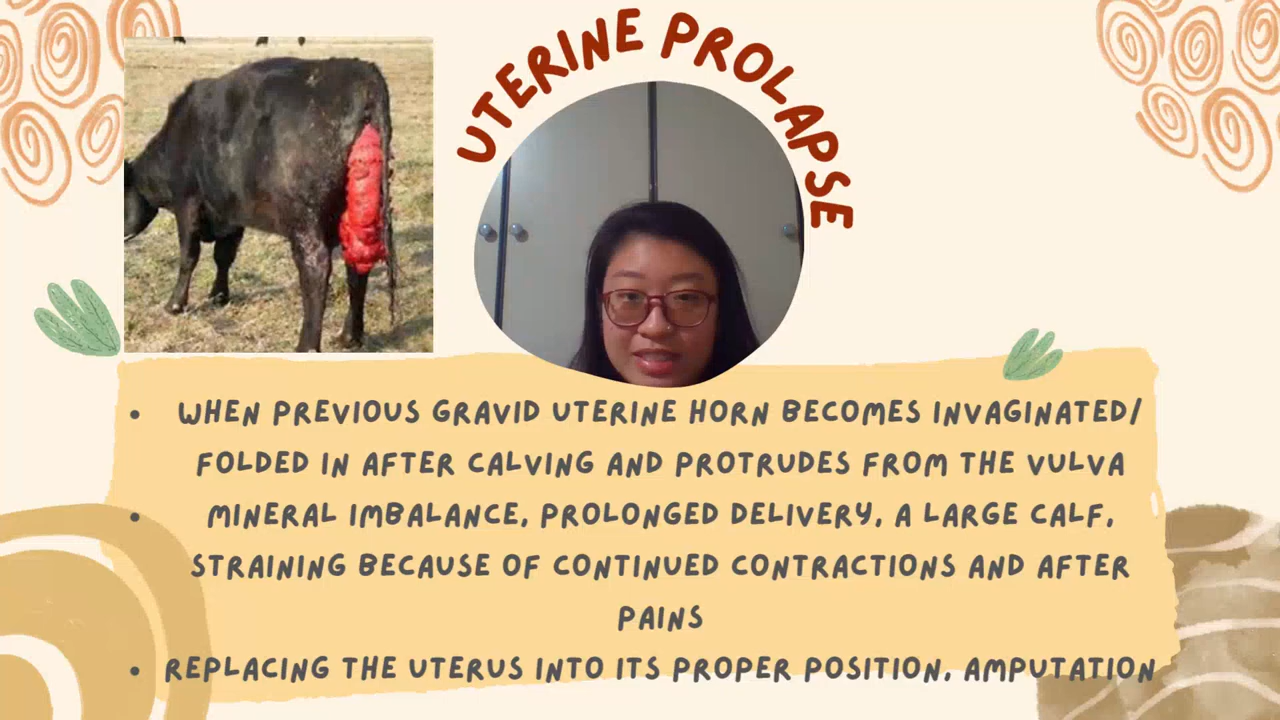 UTERINE PROLAPSE
• WHEN PREVIOUS GRAVID UTERINE HORN BECOMES INVAGINATED/
FOLDED IN AFTER CALVING AND PROTRUDES FROM THE VULVA
• MINERAL IMBALANCE, PROLONGED DELIVERY, A LARGE CALF,
STRAINING BECAUSE OF CONTINUED CONTRACTIONS AND AFTER
PAINS
• REPLACING THE UTERUS INTO ITS PROPER POSITION, AMPUTATION